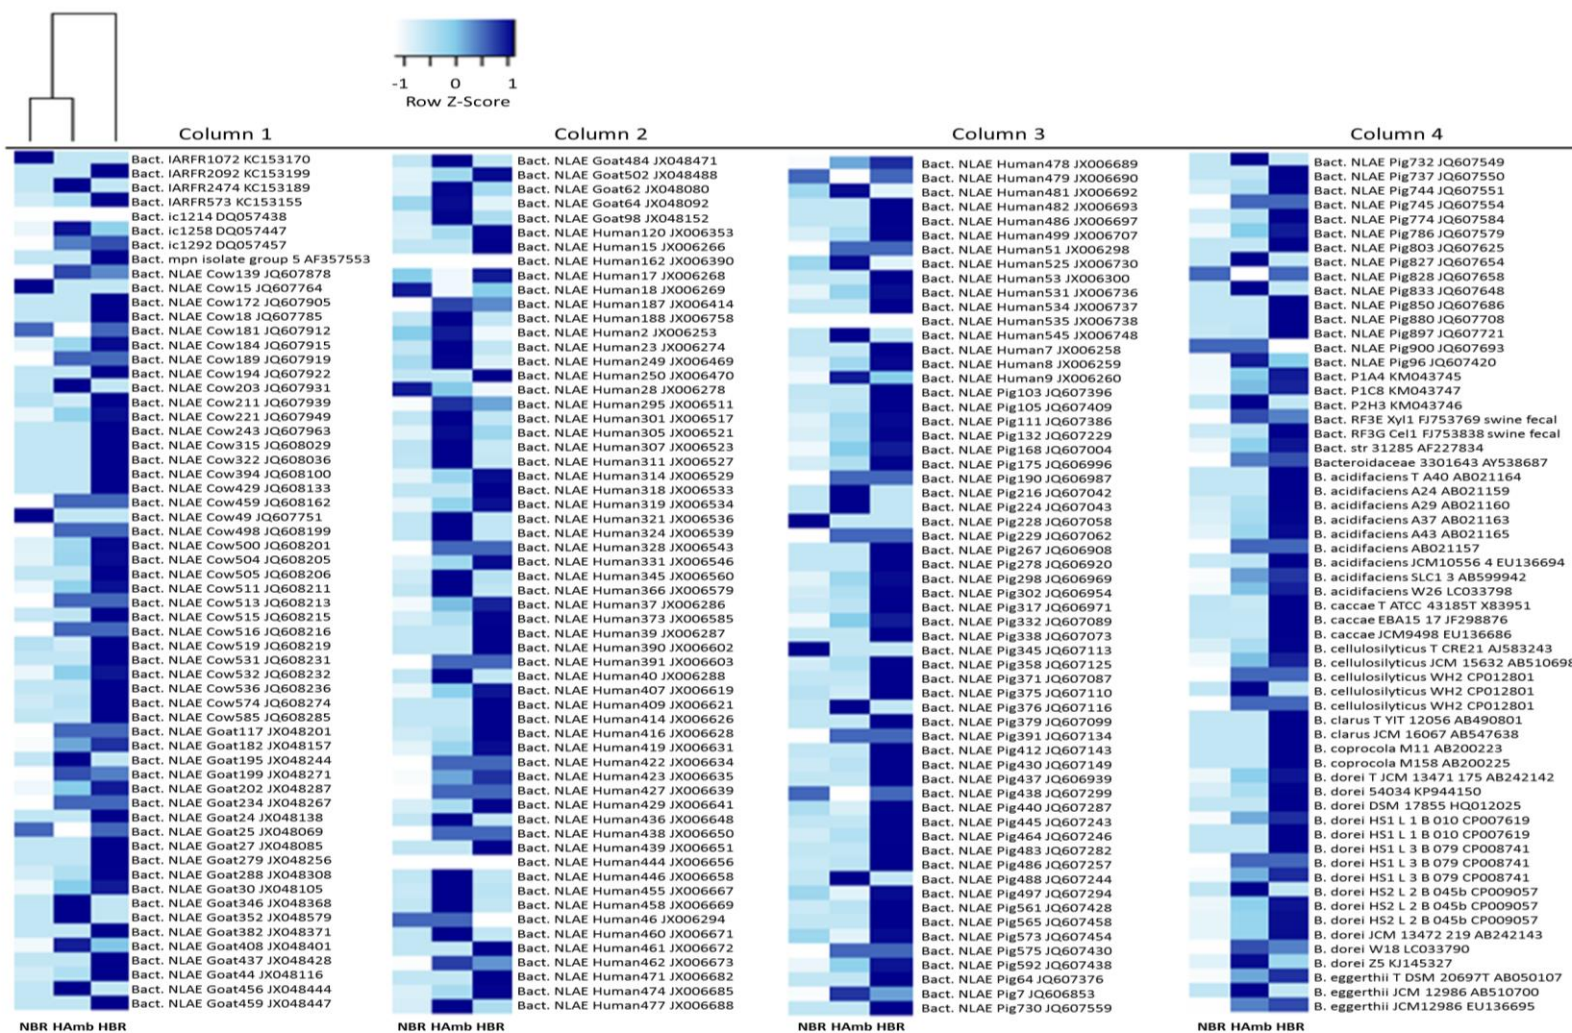 -1 0 1
Row Z-Score
Column 1
Bact. IARFR1072 KC153170
Bact. IARFR2092 KC153199
Bact. IARFR2474 KC153189
Bact. IARFR573 KC153155
Bact. ic1214 DQ057438
Bact. ic1258 DQ057447
Bact. ic1292 DQ057457
Bact. mpn isolate group 5 AF357553
Bact. NLAE Cow139 JQ607878
Bact. NLAE Cow15 JQ607764
Bact. NLAE Cow172 JQ607905
Bact. NLAE Cow18 JQ607785
Bact. NLAE Cow181 JQ607912
Bact. NLAE Cow184 JQ607915
Bact. NLAE Cow189 JQ607919
Bact. NLAE Cow194 JQ607922
Bact. NLAE Cow203 JQ607931
Bact. NLAE Cow211 JQ607939
Bact. NLAE Cow221 JQ607949
Bact. NLAE Cow243 JQ607963
Bact. NLAE Cow315 JQ608029
Bact. NLAE Cow322 JQ608036
Bact. NLAE Cow394 JQ608100
Bact. NLAE Cow429 JQ608133
Bact. NLAE Cow459 JQ608162
Bact. NLAE Cow49 JQ607751
Bact. NLAE Cow498 JQ608199
Bact. NLAE Cow500 JQ608201
Bact. NLAE Cow504 JQ608205
Bact. NLAE Cow505 JQ608206
Bact. NLAE Cow511 JQ608211
Bact. NLAE Cow513 JQ608213
Bact. NLAE Cow515 JQ608215
Bact. NLAE Cow516 JQ608216
Bact. NLAE Cow519 JQ608219
Bact. NLAE Cow531 JQ608231
Bact. NLAE Cow532 JQ608232
Bact. NLAE Cow536 JQ608236
Bact. NLAE Cow574 JQ608274
Bact. NLAE Cow585 JQ608285
Bact. NLAE Goat117 JX048201
Bact. NLAE Goat182 JX048157
Bact. NLAE Goat195 JX048244
Bact. NLAE Goat199 JX048271
Bact. NLAE Goat202 JX048287
Bact. NLAE Goat234 JX048267
Bact. NLAE Goat24 JX048138
Bact. NLAE Goat25 JX048069
Bact. NLAE Goat27 JX048085
Bact. NLAE Goat279 JX048256
Bact. NLAE Goat288 JX048308
Bact. NLAE Goat30 JX048105
Bact. NLAE Goat346 JX048368
Bact. NLAE Goat352 JX048579
Bact. NLAE Goat382 JX048371
Bact. NLAE Goat408 JX048401
Bact. NLAE Goat437 JX048428
Bact. NLAE Goat44 JX048116
Bact. NLAE Goat456 JX048444
Bact. NLAE Goat459 JX048447
NBR HAmb HBR
Column 2
Bact. NLAE Goat484 JX048471
Bact. NLAE Goat502 JX048488
Bact. NLAE Goat62 JX048080
Bact. NLAE Goat64 JX048092
Bact. NLAE Goat98 JX048152
Bact. NLAE Human120 JX006353
Bact. NLAE Human15 JX006266
Bact. NLAE Human162 JX006390
Bact. NLAE Human17 JX006268
Bact. NLAE Human18 JX006269
Bact. NLAE Human187 JX006414
Bact. NLAE Human188 JX006758
Bact. NLAE Human2 JX006253
Bact. NLAE Human23 JX006274
Bact. NLAE Human249 JX006469
Bact. NLAE Human250 JX006470
Bact. NLAE Human28 JX006278
Bact. NLAE Human295 JX006511
Bact. NLAE Human301 JX006517
Bact. NLAE Human305 JX006521
Bact. NLAE Human307 JX006523
Bact. NLAE Human311 JX006527
Bact. NLAE Human314 JX006529
Bact. NLAE Human318 JX006533
Bact. NLAE Human319 JX006534
Bact. NLAE Human321 JX006536
Bact. NLAE Human324 JX006539
Bact. NLAE Human328 JX006543
Bact. NLAE Human331 JX006546
Bact. NLAE Human345 JX006560
Bact. NLAE Human366 JX006579
Bact. NLAE Human37 JX006286
Bact. NLAE Human373 JX006585
Bact. NLAE Human39 JX006287
Bact. NLAE Human390 JX006602
Bact. NLAE Human391 JX006603
Bact. NLAE Human40 JX006288
Bact. NLAE Human407 JX006619
Bact. NLAE Human409 JX006621
Bact. NLAE Human414 JX006626
Bact. NLAE Human416 JX006628
Bact. NLAE Human419 JX006631
Bact. NLAE Human422 JX006634
Bact. NLAE Human423 JX006635
Bact. NLAE Human427 JX006639
Bact. NLAE Human429 JX006641
Bact. NLAE Human436 JX006648
Bact. NLAE Human438 JX006650
Bact. NLAE Human439 JX006651
Bact. NLAE Human444 JX006656
Bact. NLAE Human446 JX006658
Bact. NLAE Human455 JX006667
Bact. NLAE Human458 JX006669
Bact. NLAE Human46 JX006294
Bact. NLAE Human460 JX006671
Bact. NLAE Human461 JX006672
Bact. NLAE Human462 JX006673
Bact. NLAE Human471 JX006682
Bact. NLAE Human474 JX006685
Bact. NLAE Human477 JX006688
NBR HAmb HBR
Column 3
Bact. NLAE Human478 JX006689
Bact. NLAE Human479 JX006690
Bact. NLAE Human481 JX006692
Bact. NLAE Human482 JX006693
Bact. NLAE Human486 JX006697
Bact. NLAE Human499 JX006707
Bact. NLAE Human51 JX006298
Bact. NLAE Human525 JX006730
Bact. NLAE Human53 JX006300
Bact. NLAE Human531 JX006736
Bact. NLAE Human534 JX006737
Bact. NLAE Human535 JX006738
Bact. NLAE Human545 JX006748
Bact. NLAE Human7 JX006258
Bact. NLAE Human8 JX006259
Bact. NLAE Human9 JX006260
Bact. NLAE Pig103 JQ607396
Bact. NLAE Pig105 JQ607409
Bact. NLAE Pig111 JQ607386
Bact. NLAE Pig132 JQ607229
Bact. NLAE Pig168 JQ607004
Bact. NLAE Pig175 JQ606996
Bact. NLAE Pig190 JQ606987
Bact. NLAE Pig216 JQ607042
Bact. NLAE Pig224 JQ607043
Bact. NLAE Pig228 JQ607058
Bact. NLAE Pig229 JQ607062
Bact. NLAE Pig267 JQ606908
Bact. NLAE Pig278 JQ606920
Bact. NLAE Pig298 JQ606969
Bact. NLAE Pig302 JQ606954
Bact. NLAE Pig317 JQ606971
Bact. NLAE Pig332 JQ607089
Bact. NLAE Pig338 JQ607073
Bact. NLAE Pig345 JQ607113
Bact. NLAE Pig358 JQ607125
Bact. NLAE Pig371 JQ607087
Bact. NLAE Pig375 JQ607110
Bact. NLAE Pig376 JQ607116
Bact. NLAE Pig379 JQ607099
Bact. NLAE Pig391 JQ607134
Bact. NLAE Pig412 JQ607143
Bact. NLAE Pig430 JQ607149
Bact. NLAE Pig437 JQ606939
Bact. NLAE Pig438 JQ607299
Bact. NLAE Pig440 JQ607287
Bact. NLAE Pig445 JQ607243
Bact. NLAE Pig464 JQ607246
Bact. NLAE Pig483 JQ607282
Bact. NLAE Pig486 JQ607257
Bact. NLAE Pig488 JQ607244
Bact. NLAE Pig497 JQ607294
Bact. NLAE Pig561 JQ607428
Bact. NLAE Pig565 JQ607458
Bact. NLAE Pig573 JQ607454
Bact. NLAE Pig575 JQ607430
Bact. NLAE Pig592 JQ607438
Bact. NLAE Pig64 JQ607376
Bact. NLAE Pig7 JQ606853
Bact. NLAE Pig730 JQ607559
NBR HAmb HBR
Column 4
Bact. NLAE Pig732 JQ607549
Bact. NLAE Pig737 JQ607550
Bact. NLAE Pig744 JQ607551
Bact. NLAE Pig745 JQ607554
Bact. NLAE Pig774 JQ607584
Bact. NLAE Pig786 JQ607579
Bact. NLAE Pig803 JQ607625
Bact. NLAE Pig827 JQ607654
Bact. NLAE Pig828 JQ607658
Bact. NLAE Pig833 JQ607648
Bact. NLAE Pig850 JQ607686
Bact. NLAE Pig880 JQ607708
Bact. NLAE Pig897 JQ607721
Bact. NLAE Pig900 JQ607693
Bact. NLAE Pig96 JQ607420
Bact. P1A4 KM043745
Bact. P1C8 KM043747
Bact. P2H3 KM043746
Bact. RF3E Xyl1 FJ753769 swine fecal
Bact. RF3G Cel1 FJ753838 swine fecal
Bact. str 31285 AF227834
Bacteroidaceae 3301643 AY538687
B. acidifaciens T A40 AB021164
B. acidifaciens A24 AB021159
B. acidifaciens A29 AB021160
B. acidifaciens A37 AB021163
B. acidifaciens A43 AB021165
B. acidifaciens AB021157
B. acidifaciens JCM10556 4 EU136694
B. acidifaciens SLC1 3 AB599942
B. acidifaciens W26 LC033798
B. caccae T ATCC 43185T X83951
B. caccae EBA15 17 JF298876
B. caccae JCM9498 EU136686
B. cellulosilyticus T CRE21 AJ583243
B. cellulosilyticus JCM 15632 AB510698
B. cellulosilyticus WH2 CP012801
B. cellulosilyticus WH2 CP012801
B. cellulosilyticus WH2 CP012801
B. clarus T YIT 12056 AB490801
B. clarus JCM 16067 AB547638
B. coprocola M11 AB200223
B. coprocola M158 AB200225
B. dorei T JCM 13471 175 AB242142
B. dorei 54034 KP944150
B. dorei DSM 17855 HQ012025
B. dorei HS1 L 1 B 010 CP007619
B. dorei HS1 L 1 B 010 CP007619
B. dorei HS1 L 3 B 079 CP008741
B. dorei HS1 L 3 B 079 CP008741
B. dorei HS1 L 3 B 079 CP008741
B. dorei HS2 L 2 B 045b CP009057
B. dorei HS2 L 2 B 045b CP009057
B. dorei HS2 L 2 B 045b CP009057
B. dorei JCM 13472 219 AB242143
B. dorei W18 LC033790
B. dorei Z5 KJ145327
B. eggerthii T DSM 20697T AB050107
B. eggerthii JCM 12986 AB510700
B. eggerthii JCM12986 EU136695
NBR HAmb HBR